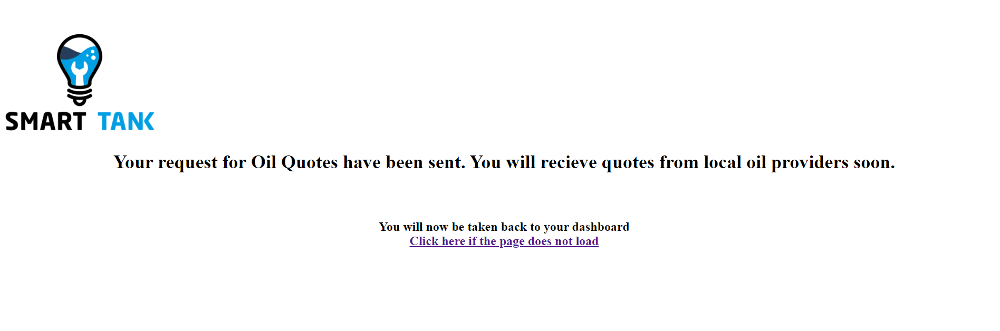 SMART TANK
Your request for Oil Quotes have been sent. You will recieve quotes from local oil providers soon.
You will now be taken back to your dashboard
Click here if the page does not load